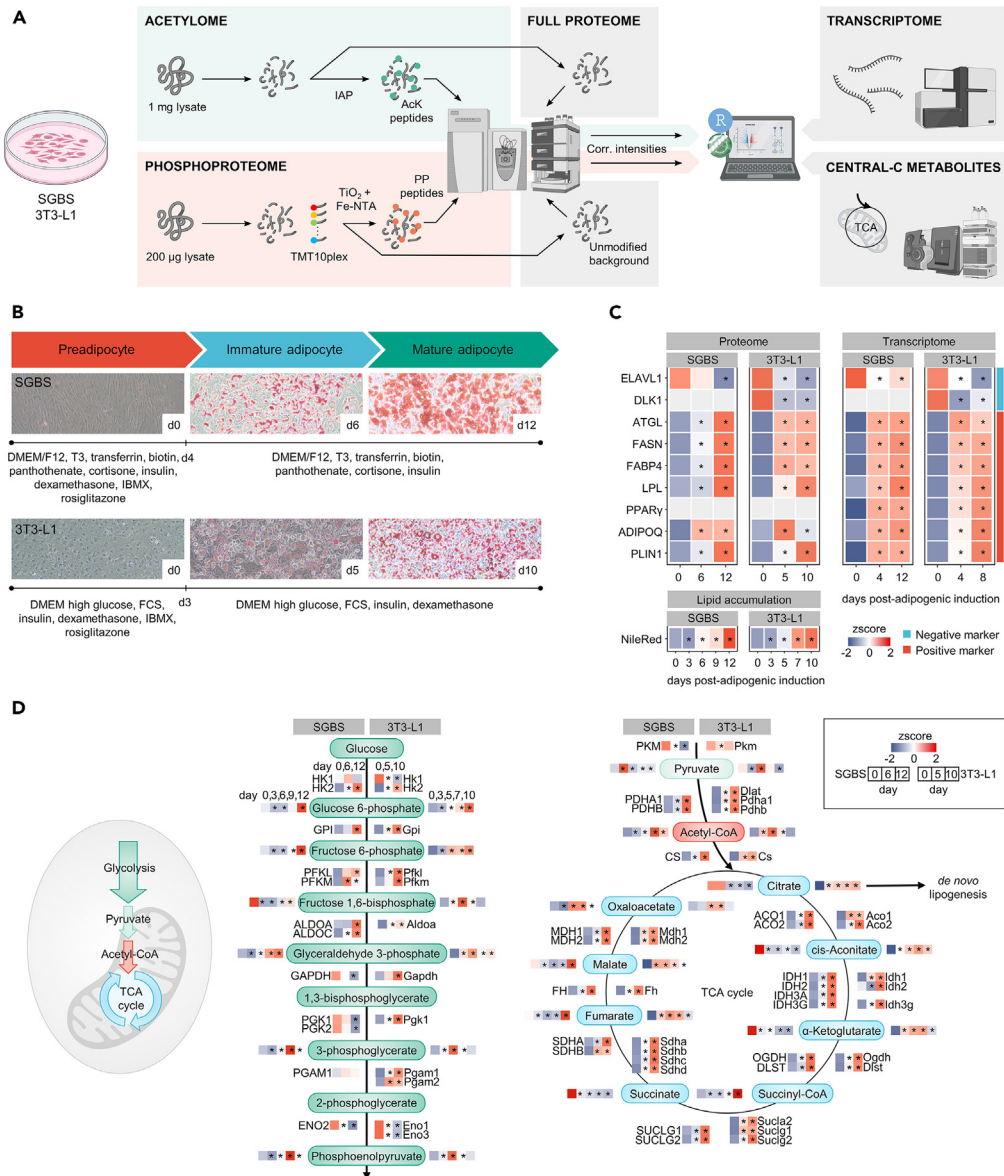 A
ACETYLOME
1 mg lysate
IAP
AcK
peptides
FULL PROTEOME
TRANSCRIPTOME
SGBS
3T3-L1
R
Corr. intensities
PHOSPHOPROTEOME
200 µg lysate
TMT10plex
TiO2 +
Fe-NTA
PP
peptides
Unmodified
background
CENTRAL-C METABOLITES
TCA
B
Preadipocyte
Immature adipocyte
Mature adipocyte
SGBS
d0
d6
d12
DMEM/F12, T3, transferrin, biotin,
panthothenate, cortisone, insulin,
dexamethasone, IBMX,
rosiglitazone
d4
DMEM/F12, T3, transferrin, biotin,
panthothenate, cortisone, insulin
3T3-L1
d0
d5
d10
d3
DMEM high glucose, FCS,
insulin, dexamethasone, IBMX,
rosiglitazone
DMEM high glucose, FCS, insulin, dexamethasone
C
Proteome
Transcriptome
SGBS 3T3-L1 SGBS 3T3-L1
ELAVL1
DLK1
ATGL
FASN
FABP4
LPL
PPARγ
ADIPOQ
PLIN1
0 6 12 0 5 10 0 4 12 0 4 8
days post-adipogenic induction
days post-adipogenic induction
Lipid accumulation
SGBS 3T3-L1
NileRed
0 3 6 9 12 0 3 5 7 10
days post-adipogenic induction
zscore
-2 2
Negative marker
Positive marker
D
Glycolysis
Pyruvate
Acetyl-CoA
TCA
cycle
SGBS 3T3-L1
Glucose
day 0,6,12 0,5,10
HK1 Hk1
HK2 Hk2
day 0,3,6,9,12 0,3,5,7,10
Glucose 6-phosphate
GPI Gpi
Fructose 6-phosphate
PFKL Pfkl
PFKM Pfkm
Fructose 1,6-bisphosphate
ALDOA Aldoa
ALDOC
Glyceraldehyde 3-phosphate
GAPDH Gapdh
1,3-bisphosphoglycerate
PGK1 Pgk1
PGK2
3-phosphoglycerate
PGAM1 Pgam1
Pgam2
2-phosphoglycerate
ENO2 Eno1
Eno3
Phosphoenolpyruvate
SGBS 3T3-L1
PKM Pkm
Pyruvate
Dlat
PDHA1 Pdha1
PDHB Pdhb
Acetyl-CoA
CS Cs
Citrate
de novo
lipogenesis
Oxaloacetate
ACO1 Aco1
ACO2 Aco2
MDH1 Mdh1
MDH2 Mdh2
cis-Aconitate
Malate
IDH1 Idh1
IDH2 Idh2
IDH3A
IDH3G Idh3g
FH Fh
TCA cycle
Fumarate
α-Ketoglutarate
SDHA Sdha
SDHB Sdhb
Sdhc
Sdhd
OGDH Ogdh
DLST Dlst
Succinate
Succinyl-CoA
Sucla2
SUCLG1 Suclg1
SUCLG2 Suclg2
zscore
-2 2
SGBS 0 6 12 0 5 10 3T3-L1
day day